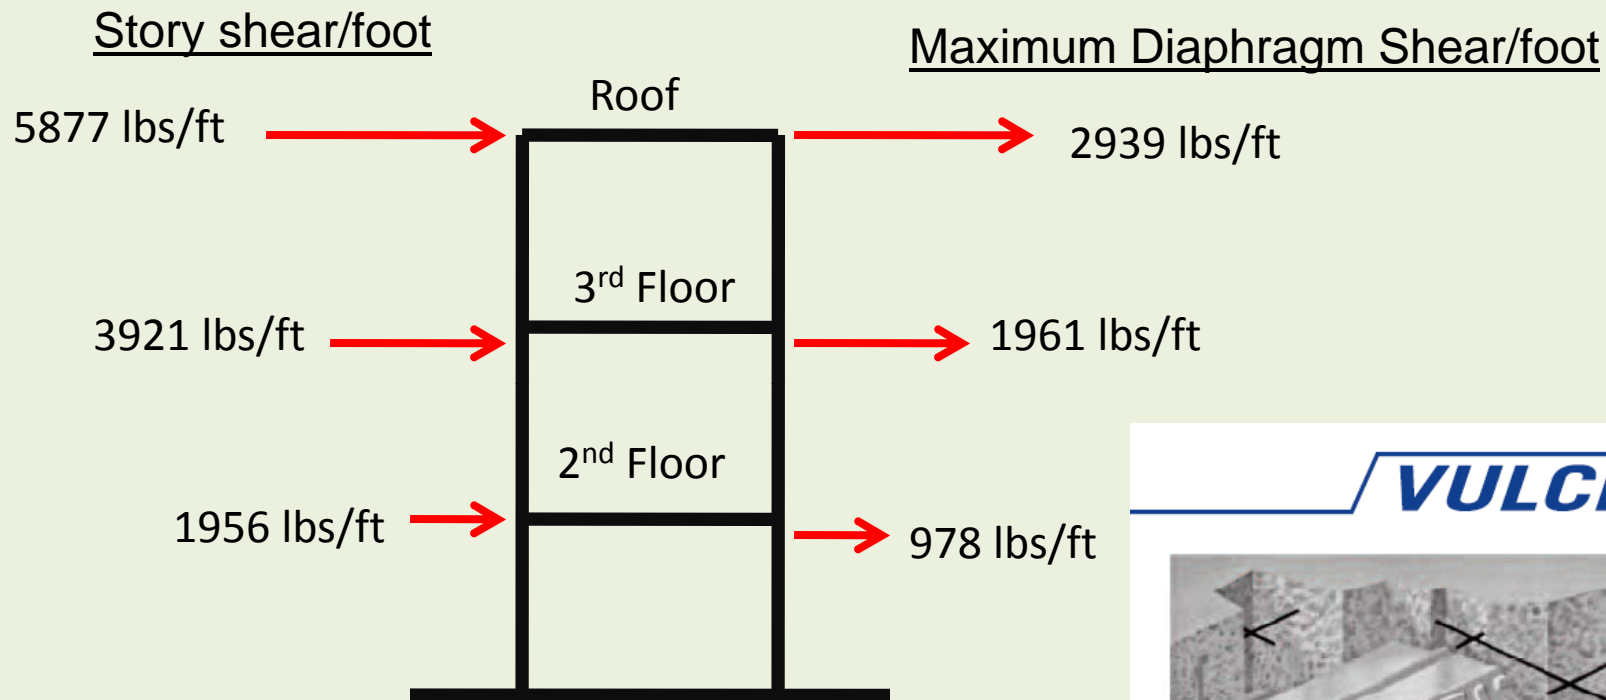 Story shear/foot
Maximum Diaphragm Shear/foot
Roof
5877 lbs/ft
2939 lbs/ft
3rd Floor
3921 lbs/ft
1961 lbs/ft
2nd Floor
1956 lbs/ft
978 lbs/ft